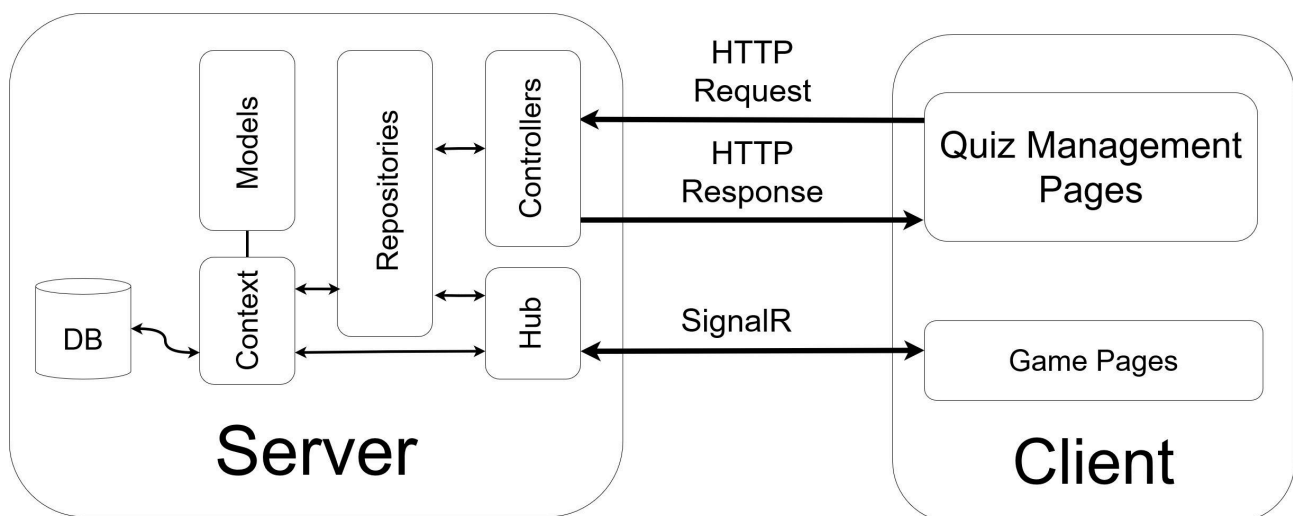 Models
Repositories
Controllers
DB
Context
Hub
Server
HTTP
Request
HTTP
Response
SignalR
Quiz Management
Pages
Game Pages
Client